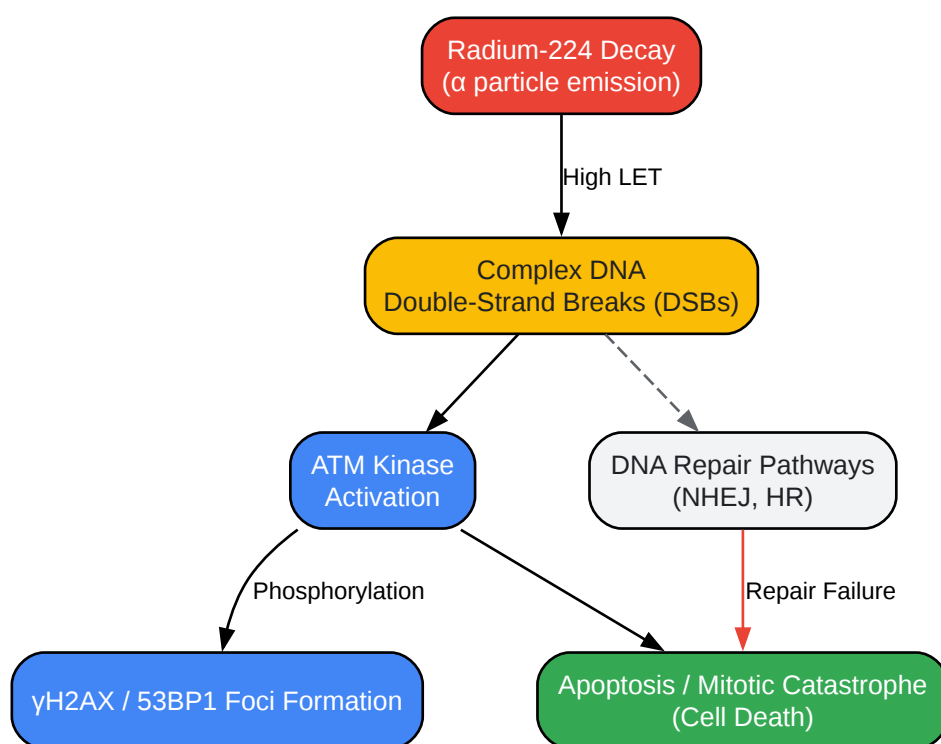 Radium-224 Decay
(α particle emission)
High LET
Complex DNA
Double-Strand Breaks (DSBs)
ATM Kinase
Activation
DNA Repair Pathways
(NHEJ, HR)
Phosphorylation
Repair Failure
γH2AX / 53BP1 Foci Formation
Apoptosis / Mitotic Catastrophe
(Cell Death)